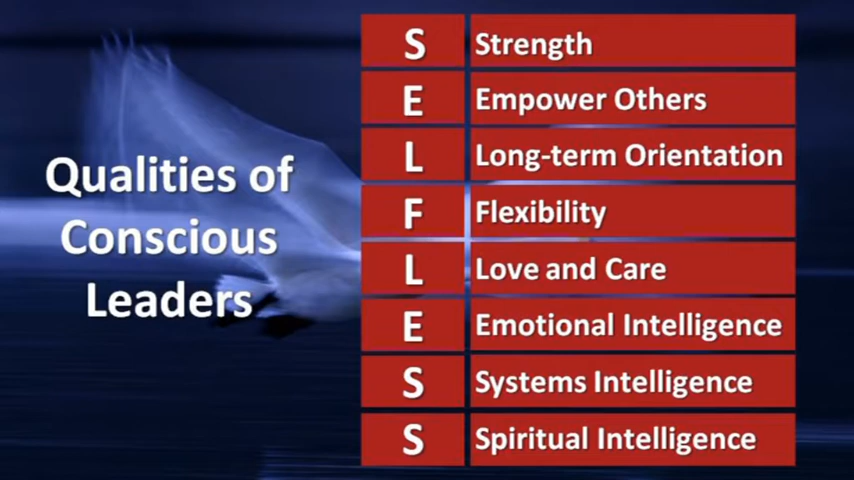 Qualities of
Conscious
Leaders
S Strength
E Empower Others
L Long-term Orientation
F Flexibility
L Love and Care
E Emotional Intelligence
S Systems Intelligence
S Spiritual Intelligence